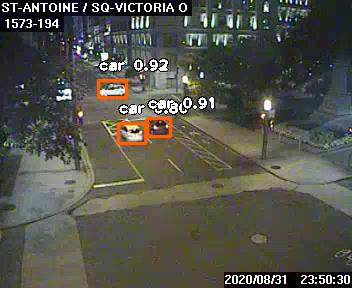 ST-ANTOINE / SQ-VICTORIA O
1573-194
car 0.92
car 0.91
car
2020/08/31 23:50:30